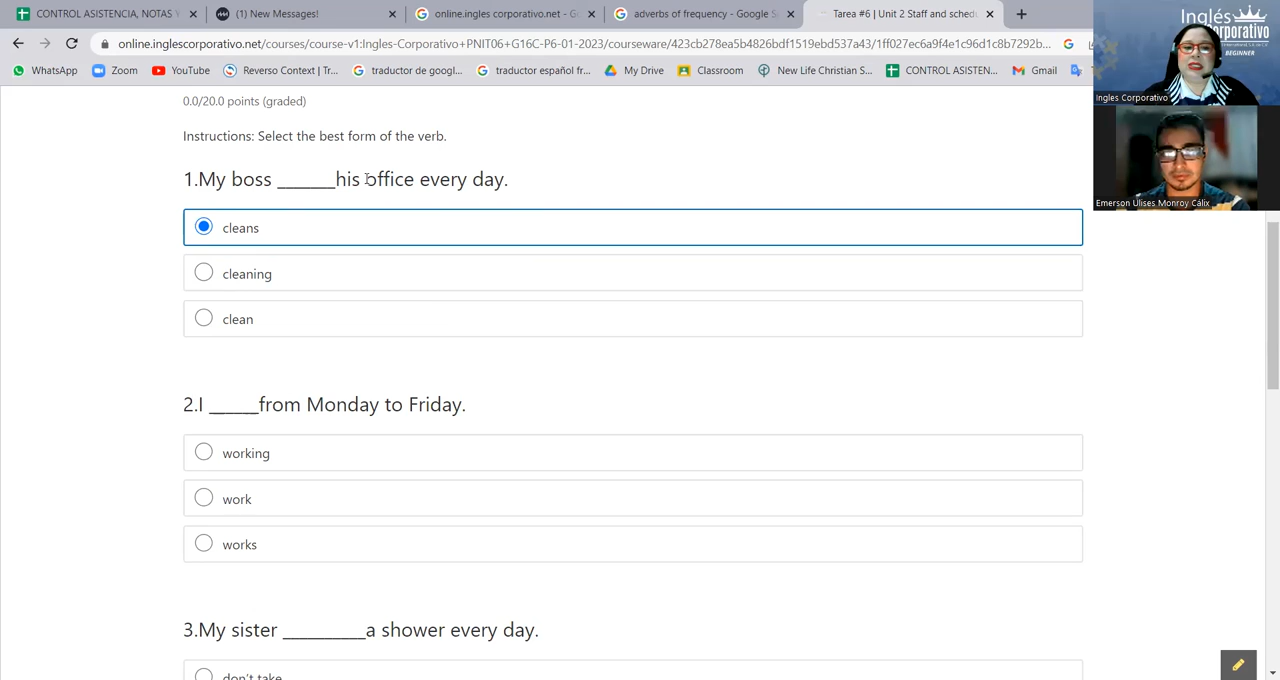 CONTROL ASISTENCIA, NOTAS
(1) New Messages!
online.ingles corporativo.net - G
adverbs of frequency - Google S
Tarea #6 | Unit 2 Staff and sched
online.inglescorporativo.net/courses/course-v1:Ingles-Corporativo+PNiT06+G16C-P6-01-2023/courseware/423cb278ea5b4826bdf1519ebd537a43/1ff027ec6a9f4e1c96d1c8b7292b...
WhatsApp
Zoom
YouTube
Reverso Context | Tr...
traductor de googl...
traductor español fr...
My Drive
Classroom
New Life Christian S...
CONTROL ASISTEN...
Gmail
Inglés
Corporativo
BEGINNER
Ingles Corporativo
Emerson Ulises Monroy Cálix
0.0/20.0 points (graded)
Instructions: Select the best form of the verb.
1.My boss _______his office every day.
cleans
cleaning
clean
2.I ______from Monday to Friday.
working
work
works
3.My sister __________a shower every day.
don't take